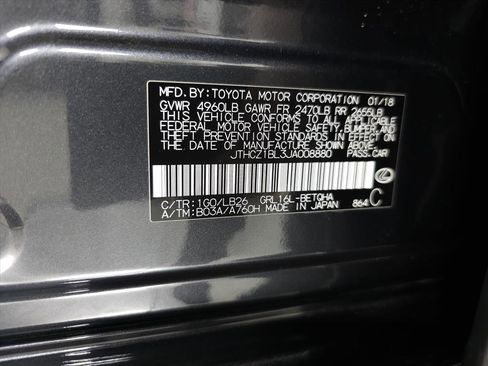 MFD.BY:TOYOTA MOTOR CORPORATION 01/18
GVWR 4960LB GAWR FR 2470LB RR 2655LB
THIS VEHICLE CONFORMS TO ALL APPLICABLE
FEDERAL MOTOR VEHICLE SAFETY,BUMPER,AND
THEFT PREVENTION STANDARDS IN EFFECT ON
THE DATE OF MANUFACTURE SHOWN ABOVE.
JTHCZ1BL3JA008880 PASS.CAR
C/TR:1G0/LB26 GRL16L-BETQHA
A/TM:B03A/A760H MADE IN JAPAN 864 C